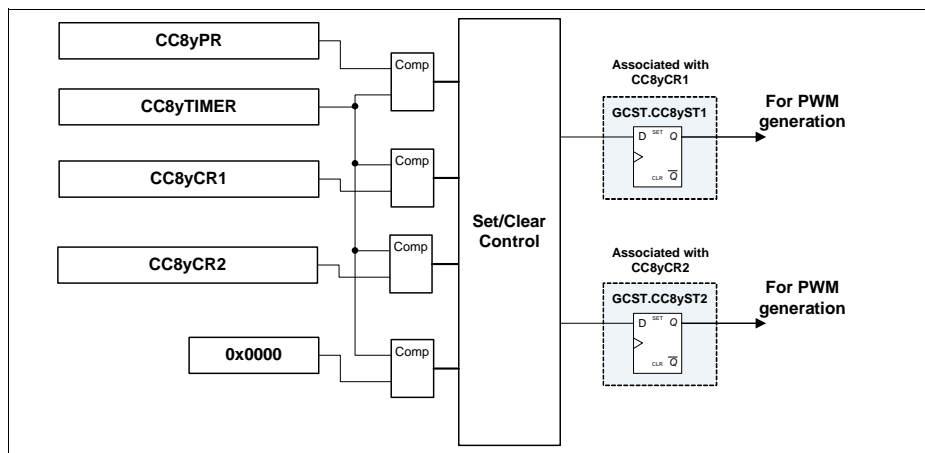 CC8yPR
CC8yTIMER
CC8yCR1
CC8yCR2
0x0000
Comp
Comp
Comp
Comp
Set/Clear
Control
Associated with
CC8yCR1
GCST.CC8yST1
D
SET
Q
CLR
Q
For PWM
generation
Associated with
CC8yCR2
GCST.CC8yST2
D
SET
Q
CLR
Q
For PWM
generation